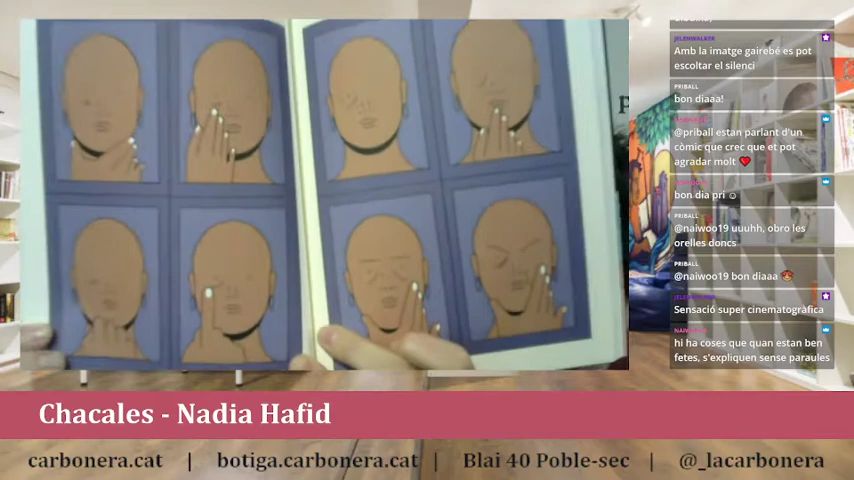 JELENWALKER
Amb la imatge gairebé es pot
escoltar el silenci
PRIBALL
bon diaaa!
@priball estan parlant d'un
còmic que crec que et pot
agradar molt ❤️
bon dia pri ☺
PRIBALL
@naiwoo19 uuuhh, obro les
orelles doncs
PRIBALL
@naiwoo19 bon diaaa
Sensació super cinematogràfica
hi ha coses que quan estan ben
fetes, s'expliquen sense paraules
Chacales - Nadia Hafid
carbonera.cat | botiga.carbonera.cat | Blai 40 Poble-sec | @_lacarbonera